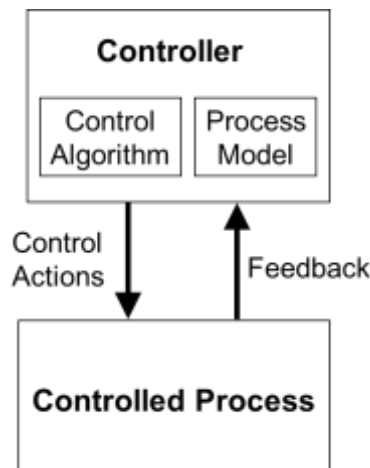 Controller
Control
Algorithm
Process
Model
Control
Actions
Feedback
Controlled Process